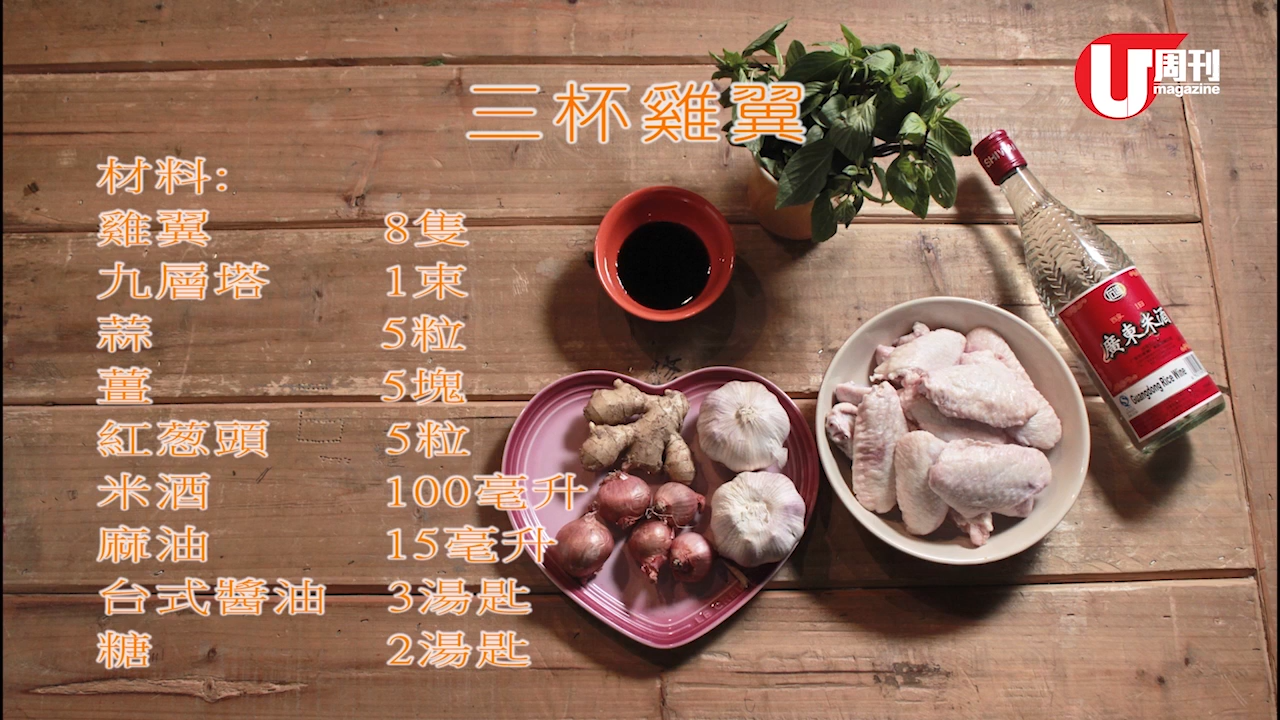 三杯雞翼
U周刊
magazine
材料:
雞翼 8隻
九層塔 1束
蒜 5粒
薑 5塊
紅葱頭 5粒
米酒 100毫升
麻油 15毫升
台式醬油 3湯匙
糖 2湯匙
廣東米酒
Guangdong Rice Wine